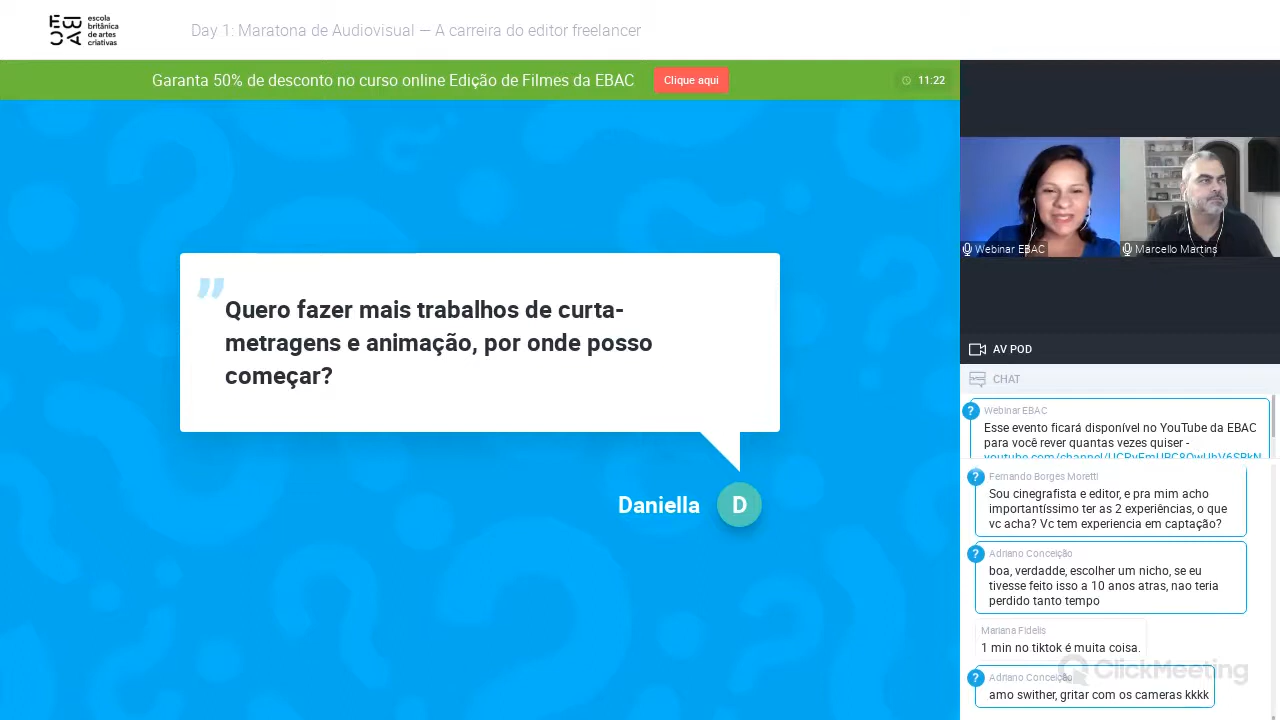 escola
britânica
de artes
criativas
Day 1: Maratona de Audiovisual — A carreira do editor freelancer
Garanta 50% de desconto no curso online Edição de Filmes da EBAC
Clique aqui
11:22
Quero fazer mais trabalhos de curta-
metragens e animação, por onde posso
começar?
Daniella
D
Webinar EBAC
Marcello Martins
AV POD
CHAT
Webinar EBAC
Esse evento ficará disponível no YouTube da EBAC
para você rever quantas vezes quiser -
Fernando Borges Moretti
Sou cinegrafista e editor, e pra mim acho
importantíssimo ter as 2 experiências, o que
vc acha? Vc tem experiencia em captação?
Adriano Conceição
boa, verdadde, escolher um nicho, se eu
tivesse feito isso a 10 anos atras, nao teria
perdido tanto tempo
Mariana Fidelis
1 min no tiktok é muita coisa.
ClickMeeting
Adriano Conceição
amo swither, gritar com os cameras kkkk